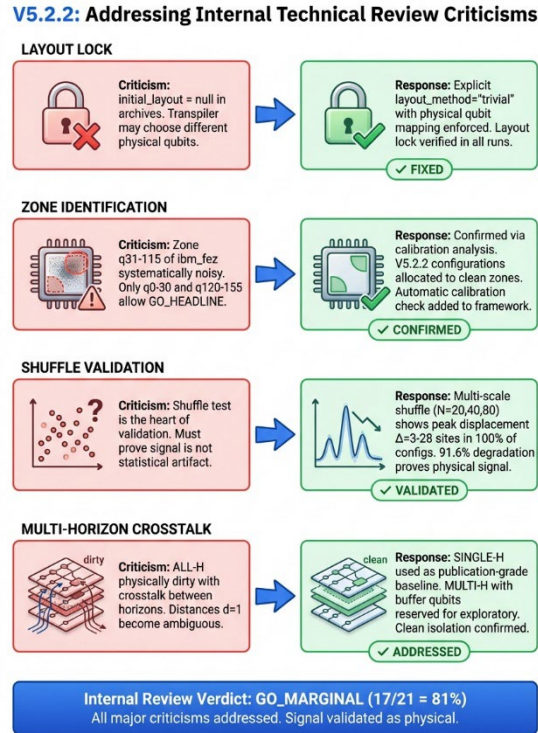 V5.2.2: Addressing Internal Technical Review Criticisms
LAYOUT LOCK
Criticism:
initial_layout = null in
archives. Transpiler
may choose different
physical qubits.
Response: Explicit
layout_method="trivial"
with physical qubit
mapping enforced. Layout
lock verified in all runs.
✓ FIXED
ZONE IDENTIFICATION
Criticism: Zone
q31-115 of ibm_fez
systematically noisy.
Only q0-30 and q120-155
allow GO_HEADLINE.
Response: Confirmed via
calibration analysis.
V5.2.2 configurations
allocated to clean zones.
Automatic calibration
check added to framework.
✓ CONFIRMED
SHUFFLE VALIDATION
?
Criticism: Shuffle test
is the heart of
validation. Must
prove signal is not
statistical artifact.
Response: Multi-scale
shuffle (N=20,40,80)
shows peak displacement
Δ=3-28 sites in 100% of
configs. 91.6% degradation
proves physical signal.
✓ VALIDATED
MULTI-HORIZON CROSSTALK
dirty
Criticism: ALL-H
physically dirty with
crosstalk between
horizons. Distances d=1
become ambiguous.
clean
Response: SINGLE-H
used as publication-grade
baseline. MULTI-H with
buffer qubits
reserved for exploratory.
Clean isolation confirmed.
✓ ADDRESSED
Internal Review Verdict: GO_MARGINAL (17/21 = 81%)
All major criticisms addressed. Signal validated as physical.